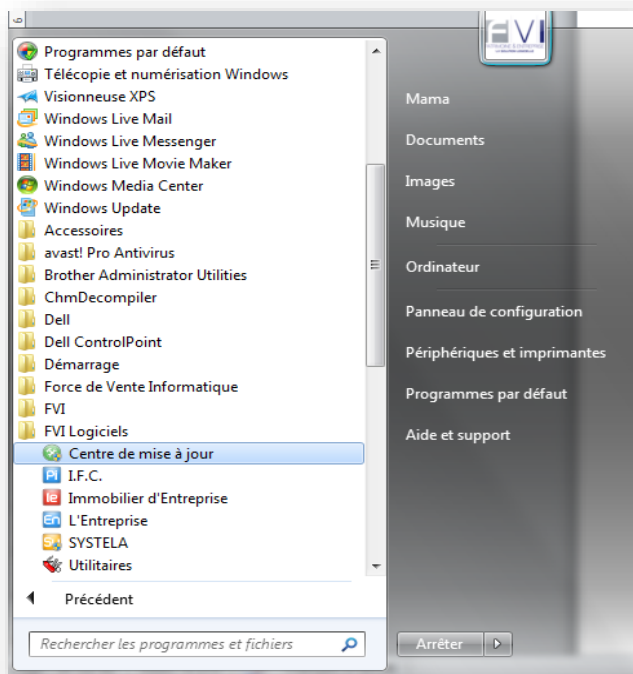 FVI
Programmes par défaut
Télécopie et numérisation Windows
Visionneuse XPS
Windows Live Mail
Windows Live Messenger
Windows Live Movie Maker
Windows Media Center
Windows Update
Accessoires
avast! Pro Antivirus
Brother Administrator Utilities
ChmDecompiler
Dell
Dell ControlPoint
Démarrage
Force de Vente Informatique
FVI
FVI Logiciels
Centre de mise à jour
PI I.F.C.
Ie Immobilier d'Entreprise
En L'Entreprise
SYSTELA
Utilitaires
Précédent
Rechercher les programmes et fichiers
Mama
Documents
Images
Musique
Ordinateur
Panneau de configuration
Périphériques et imprimantes
Programmes par défaut
Aide et support
Arrêter